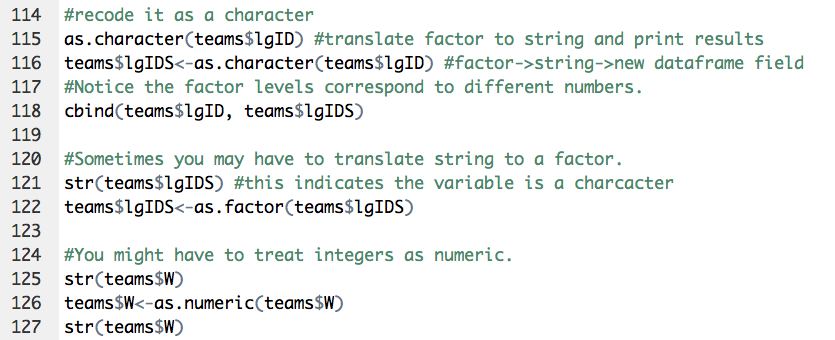 114 #recode it as a character
115 as.character(teams$lgID) #translate factor to string and print results
116 teams$lgIDS<-as.character(teams$lgID) #factor->string->new dataframe field
117 #Notice the factor levels correspond to different numbers.
118 cbind(teams$lgID, teams$lgIDS)
119
120 #Sometimes you may have to translate string to a factor.
121 str(teams$lgIDS) #this indicates the variable is a charcacter
122 teams$lgIDS<-as.factor(teams$lgIDS)
123
124 #You might have to treat integers as numeric.
125 str(teams$W)
126 teams$W<-as.numeric(teams$W)
127 str(teams$W)